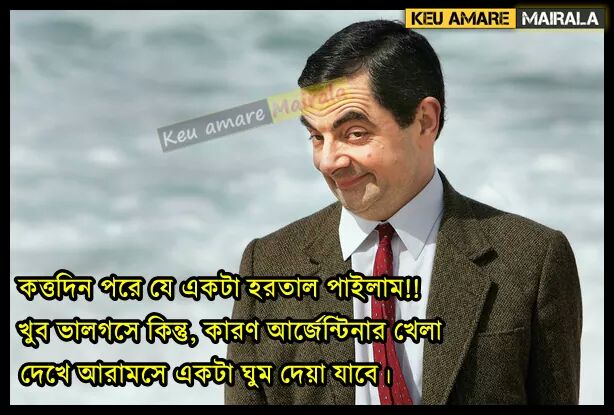 KEU AMARE MAIRALA
Keu amare Mairala
কত্তদিন পরে যে একটা হরতাল পাইলাম!!
খুব ভালগসে কিন্তু, কারণ আর্জেন্টিনার খেলা
দেখে আরামসে একটা ঘুম দেয়া যাবে।